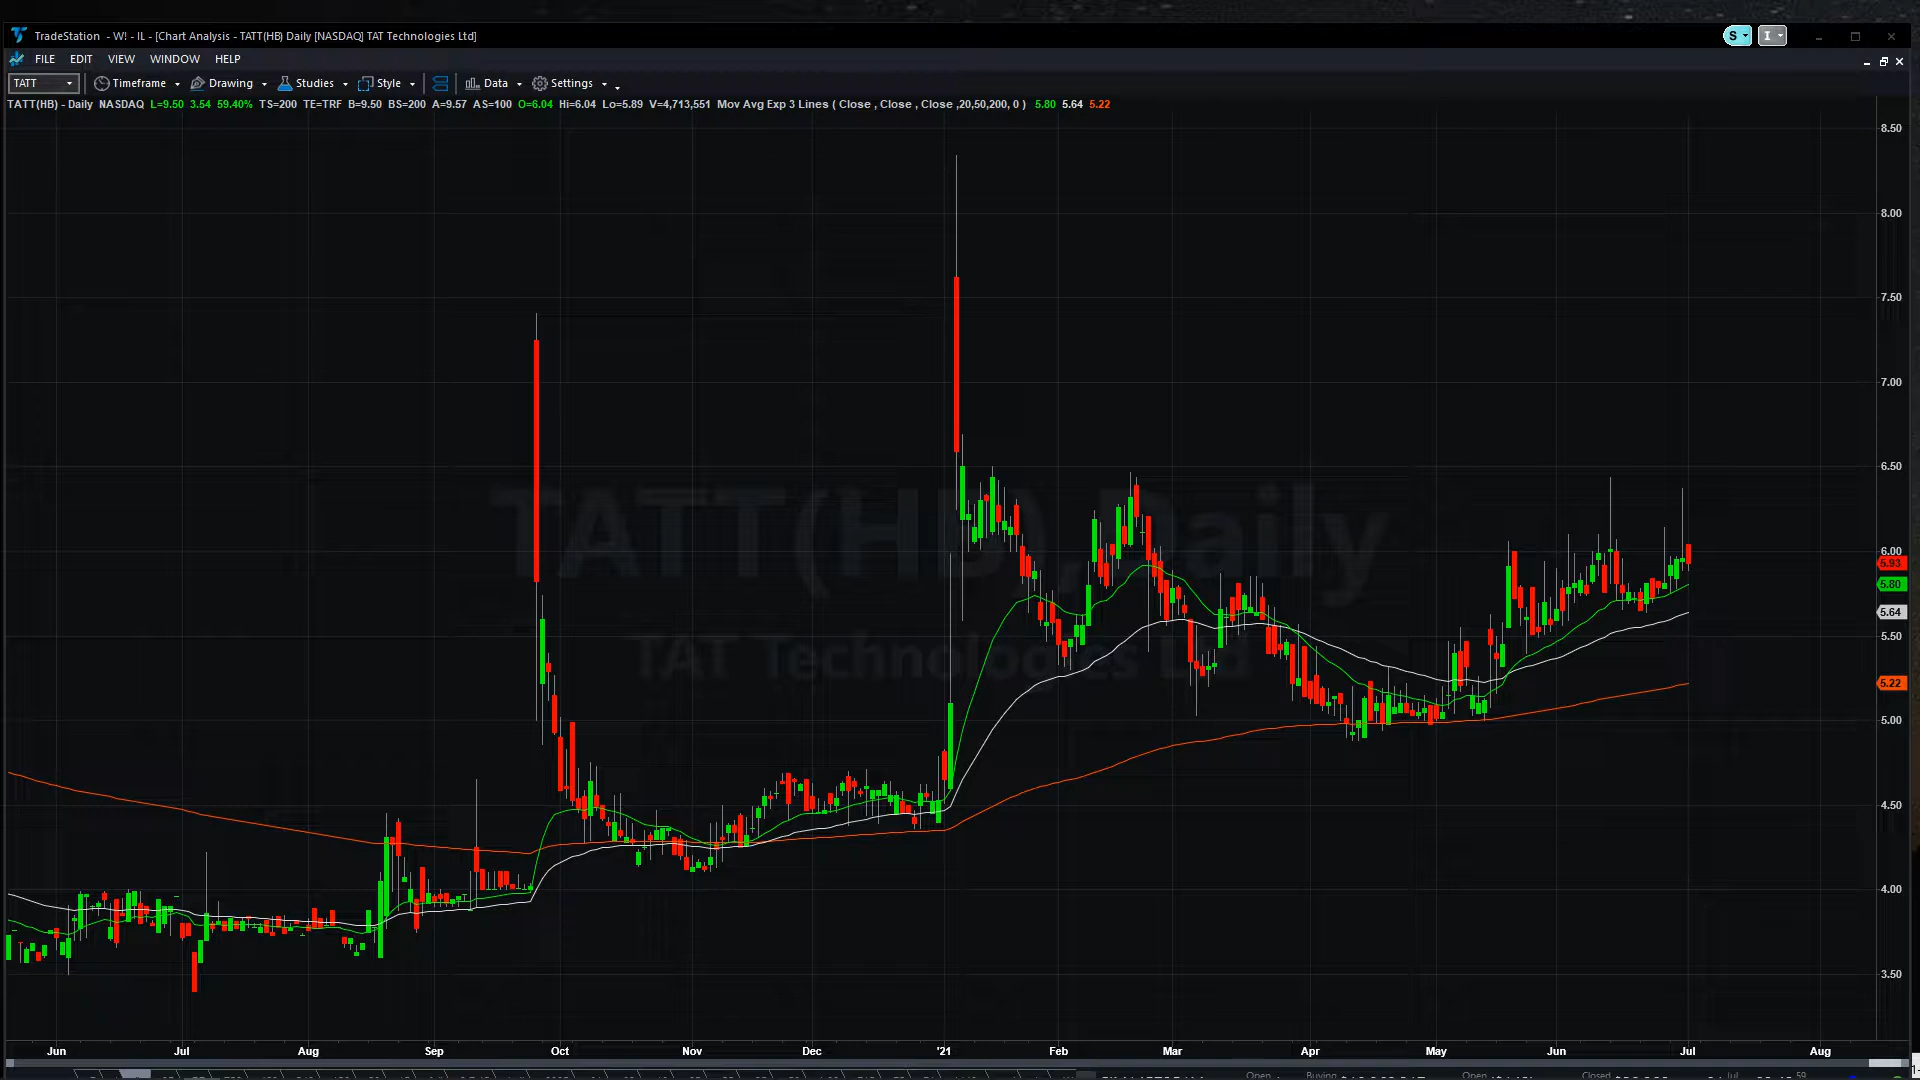 TradeStation - W! - IL - [Chart Analysis - TATT(HB) Daily [NASDAQ] TAT Technologies Ltd]
S I
FILE EDIT VIEW WINDOW HELP
TATT Timeframe Drawing Studies Style Data Settings
TATT(HB) - Daily NASDAQ L=9.50 3.54 59.40% TS=200 TE=TRF B=9.50 BS=200 A=9.57 AS=100 O=6.04 Hi=6.04 Lo=5.89 V=4,713,551 Mov Avg Exp 3 Lines ( Close , Close , Close ,20,50,200, 0 ) 5.80 5.64 5.22
8.50
8.00
7.50
7.00
6.50
TATT(HB),Daily
6.00
5.93
5.80
5.64
5.50
TAT Technologies Ltd
5.22
5.00
4.50
4.00
3.50
Jun Jul Aug Sep Oct Nov Dec '21 Feb Mar Apr May Jun Jul Aug